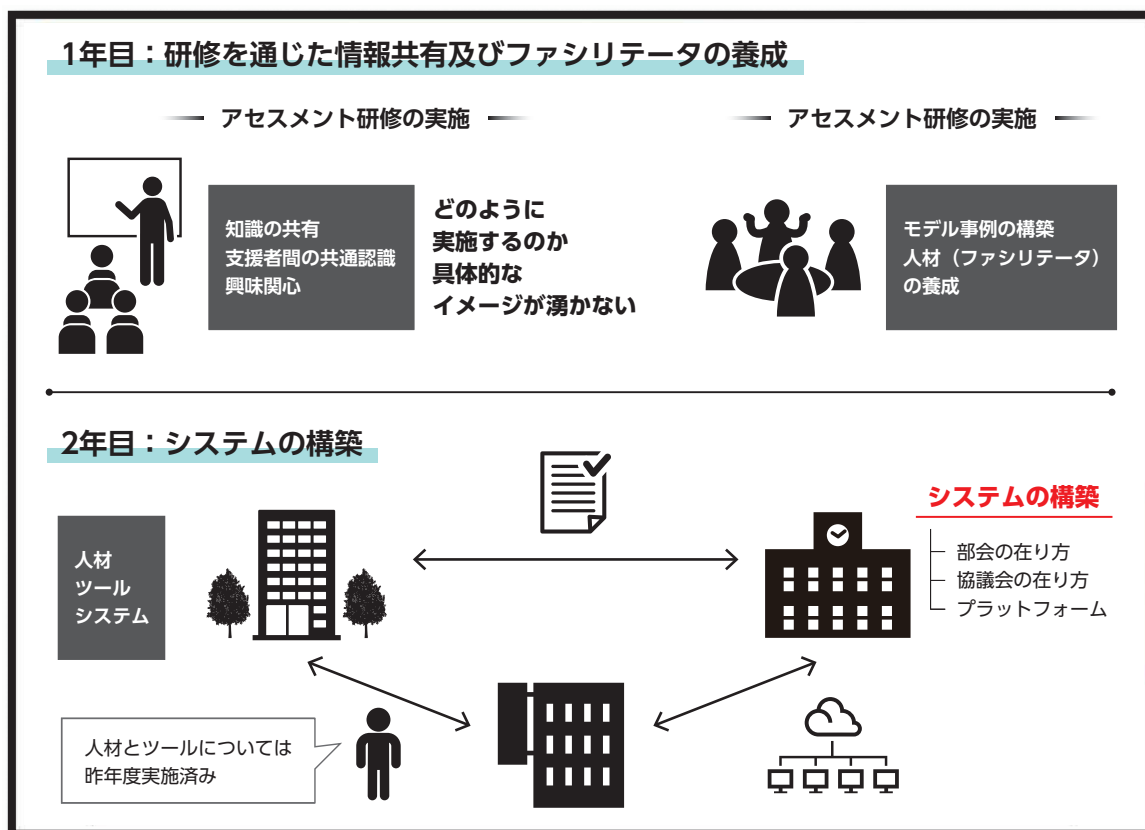 1年目：研修を通じた情報共有及びファシリテータの養成
アセスメント研修の実施
知識の共有
支援者間の共通認識
興味関心
どのように
実施するのか
具体的な
イメージが湧かない
アセスメント研修の実施
モデル事例の構築
人材（ファシリテータ）
の養成
2年目：システムの構築
人材
ツール
システム
システムの構築
部会の在り方
協議会の在り方
プラットフォーム
人材とツールについては
昨年度実施済み